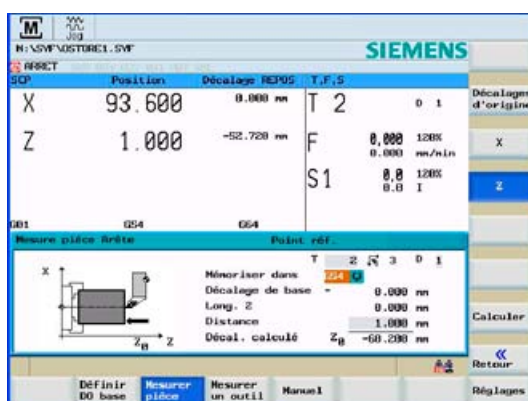 M Jog
N:\SVF\OSTORE1.SVF
SIEMENS
ARRET
SCP Position Décalage REPOS T,F,S
X 93.600 0.000 mm T 2 D 1
Z 1.000 -52.720 mm F 0,000 120%
0.000 mm/min
S1 0,0 120%
0.0 I
G01 G54 G64
Mesure pièce Arête Point réf.
T 2 3 D 1
X Mémoriser dans G54
Décalage de base - 0.000 mm
Long. Z 0.000 mm
Distance 1.000 mm
Z0 Z Décal. calculé Z0 -60.200 mm
Décalages d'origine
X
Z
Calculer
«
Retour
Définir DO base
Mesurer pièce
Mesurer un outil
Manuel
Réglages